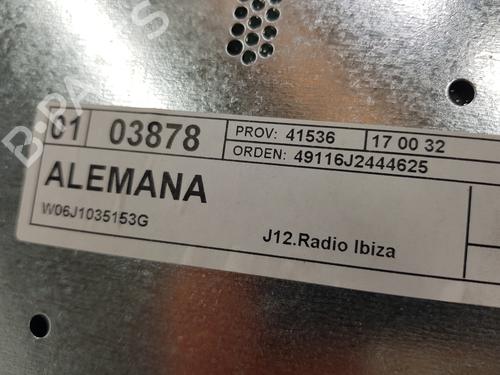 B-PARTS
01 03878 PROV: 41536 17 00 32
ORDEN: 49116J2444625
ALEMANA
W06J1035153G
J12.Radio Ibiza